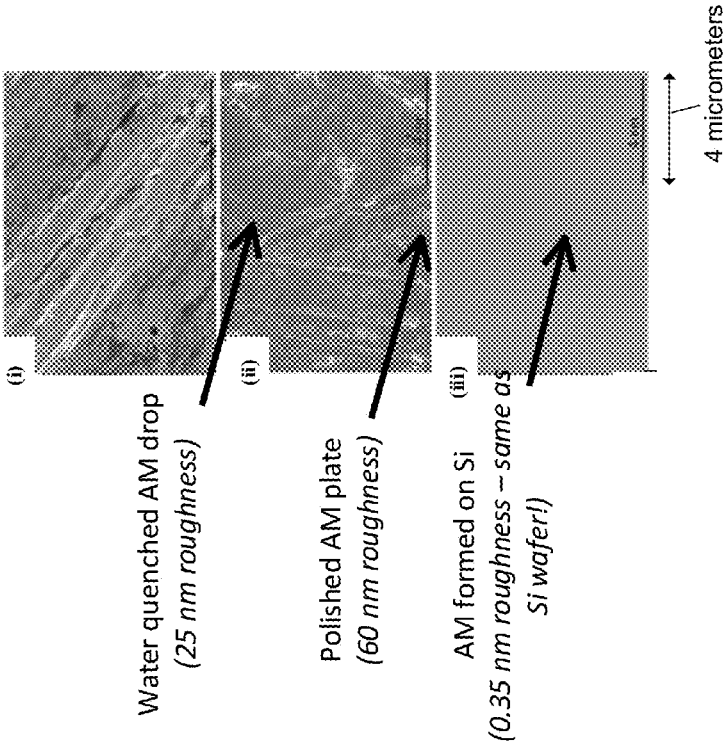 (i)
Water quenched AM drop
(25 nm roughness)
(ii)
Polished AM plate
(60 nm roughness)
(iii)
AM formed on Si
(0.35 nm roughness – same as
Si wafer!)
4 micrometers